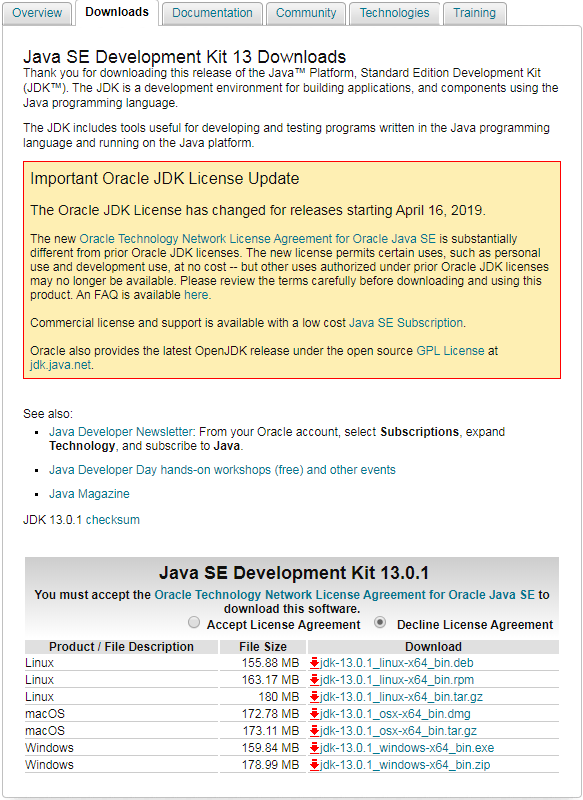 Overview Downloads Documentation Community Technologies Training
Java SE Development Kit 13 Downloads
Thank you for downloading this release of the Java™ Platform, Standard Edition Development Kit
(JDK™). The JDK is a development environment for building applications, and components using the
Java programming language.
The JDK includes tools useful for developing and testing programs written in the Java programming
language and running on the Java platform.
Important Oracle JDK License Update
The Oracle JDK License has changed for releases starting April 16, 2019.
The new Oracle Technology Network License Agreement for Oracle Java SE is substantially
different from prior Oracle JDK licenses. The new license permits certain uses, such as personal
use and development use, at no cost -- but other uses authorized under prior Oracle JDK licenses
may no longer be available. Please review the terms carefully before downloading and using this
product. An FAQ is available here.
Commercial license and support is available with a low cost Java SE Subscription.
Oracle also provides the latest OpenJDK release under the open source GPL License at
jdk.java.net.
See also:
Java Developer Newsletter: From your Oracle account, select Subscriptions, expand
Technology, and subscribe to Java.
Java Developer Day hands-on workshops (free) and other events
Java Magazine
JDK 13.0.1 checksum
Java SE Development Kit 13.0.1
You must accept the Oracle Technology Network License Agreement for Oracle Java SE to
download this software.
Accept License Agreement Decline License Agreement
Product / File Description File Size Download
Linux 155.88 MB jdk-13.0.1_linux-x64_bin.deb
Linux 163.17 MB jdk-13.0.1_linux-x64_bin.rpm
Linux 180 MB jdk-13.0.1_linux-x64_bin.tar.gz
macOS 172.78 MB jdk-13.0.1_osx-x64_bin.dmg
macOS 173.11 MB jdk-13.0.1_osx-x64_bin.tar.gz
Windows 159.84 MB jdk-13.0.1_windows-x64_bin.exe
Windows 178.99 MB jdk-13.0.1_windows-x64_bin.zip